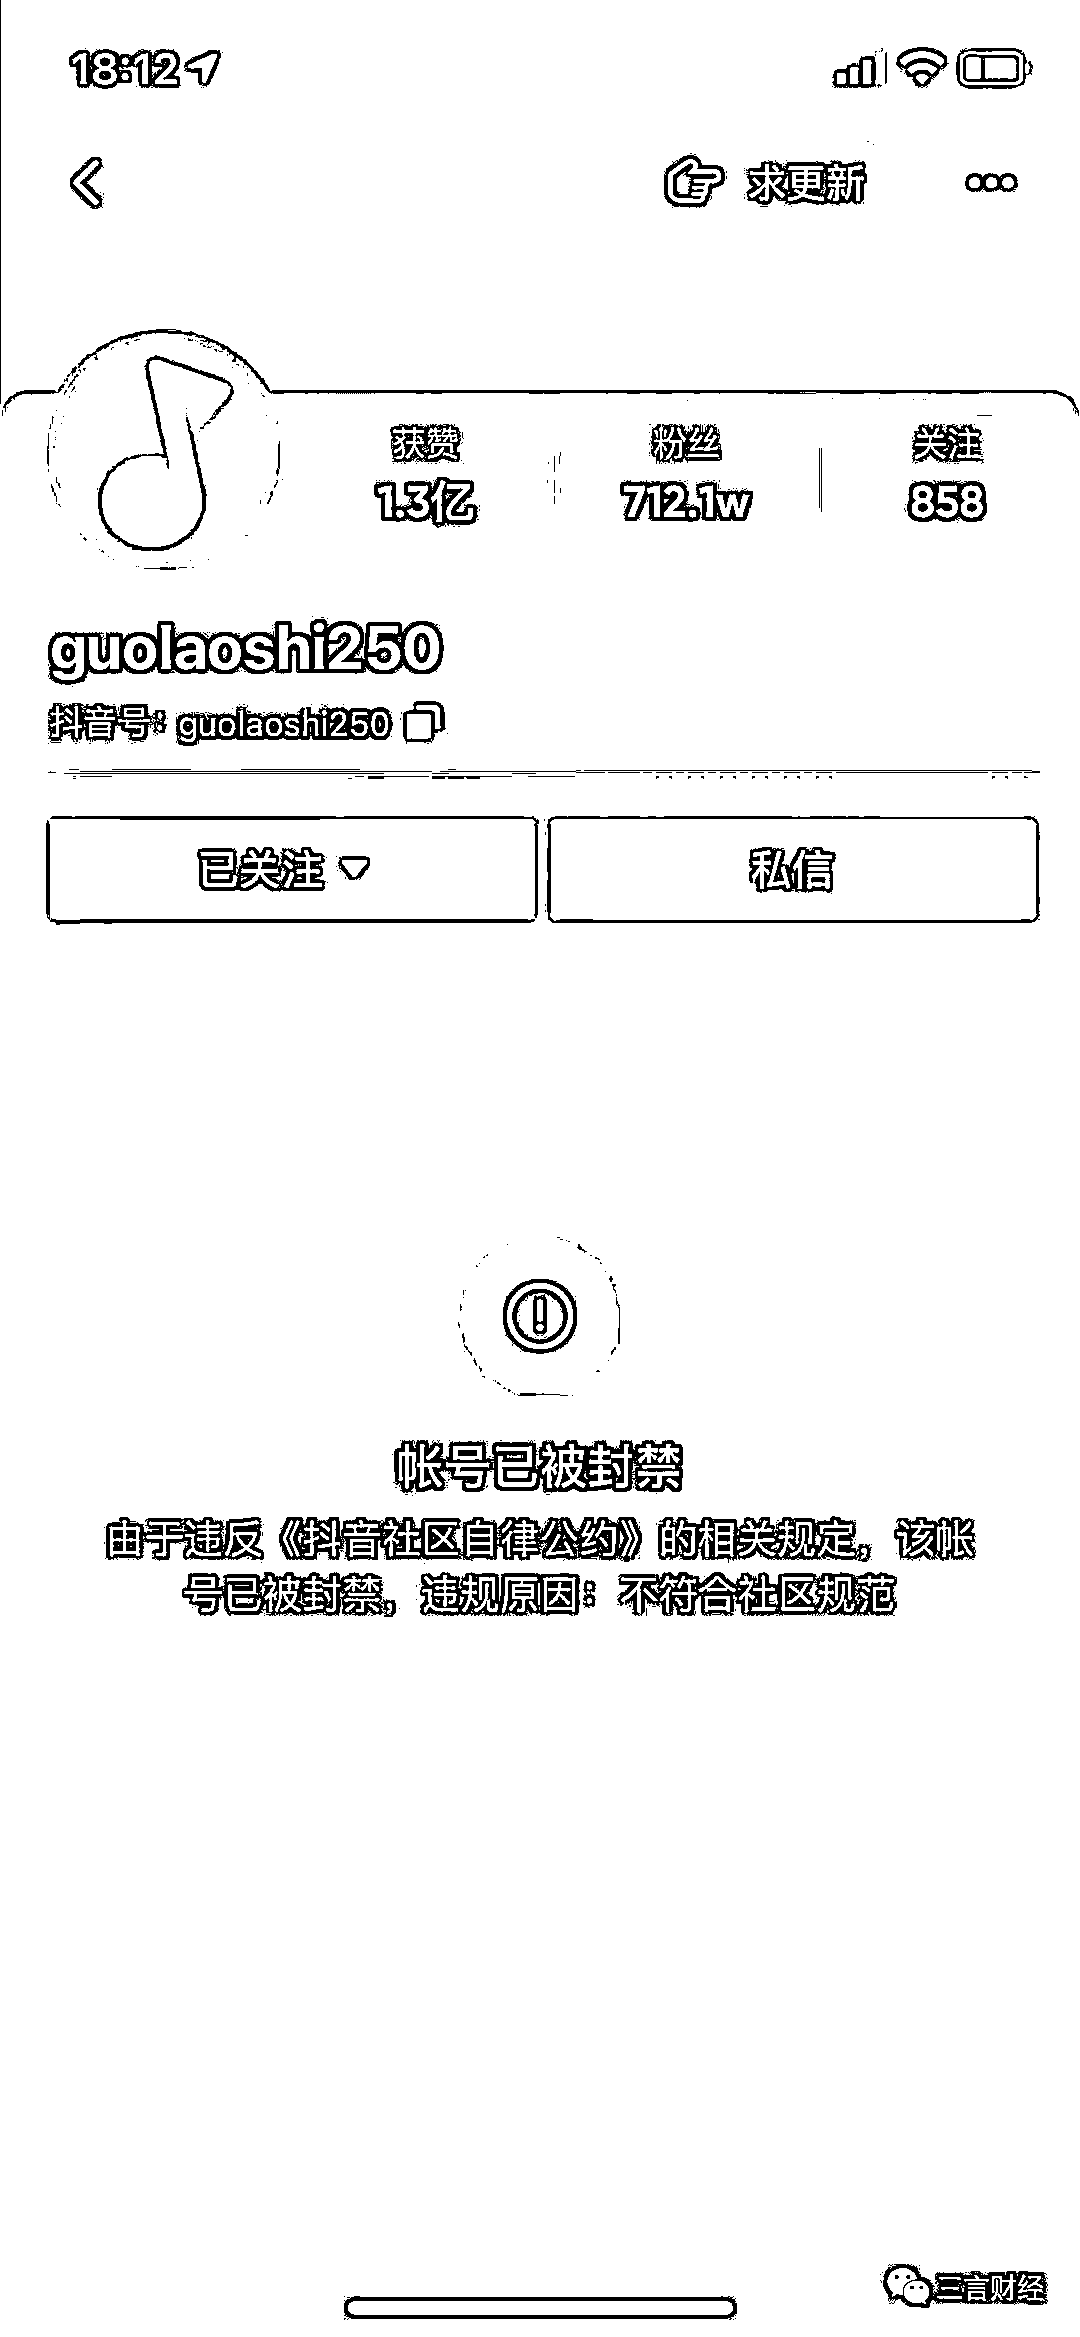 18:12
求更新
获赞 粉丝 关注
1.3亿 712.1w 858
guolaoshi250
抖音号：guolaoshi250
已关注 私信
帐号已被封禁
由于违反《抖音社区自律公约》的相关规定，该帐
号已被封禁，违规原因：不符合社区规范
三言财经